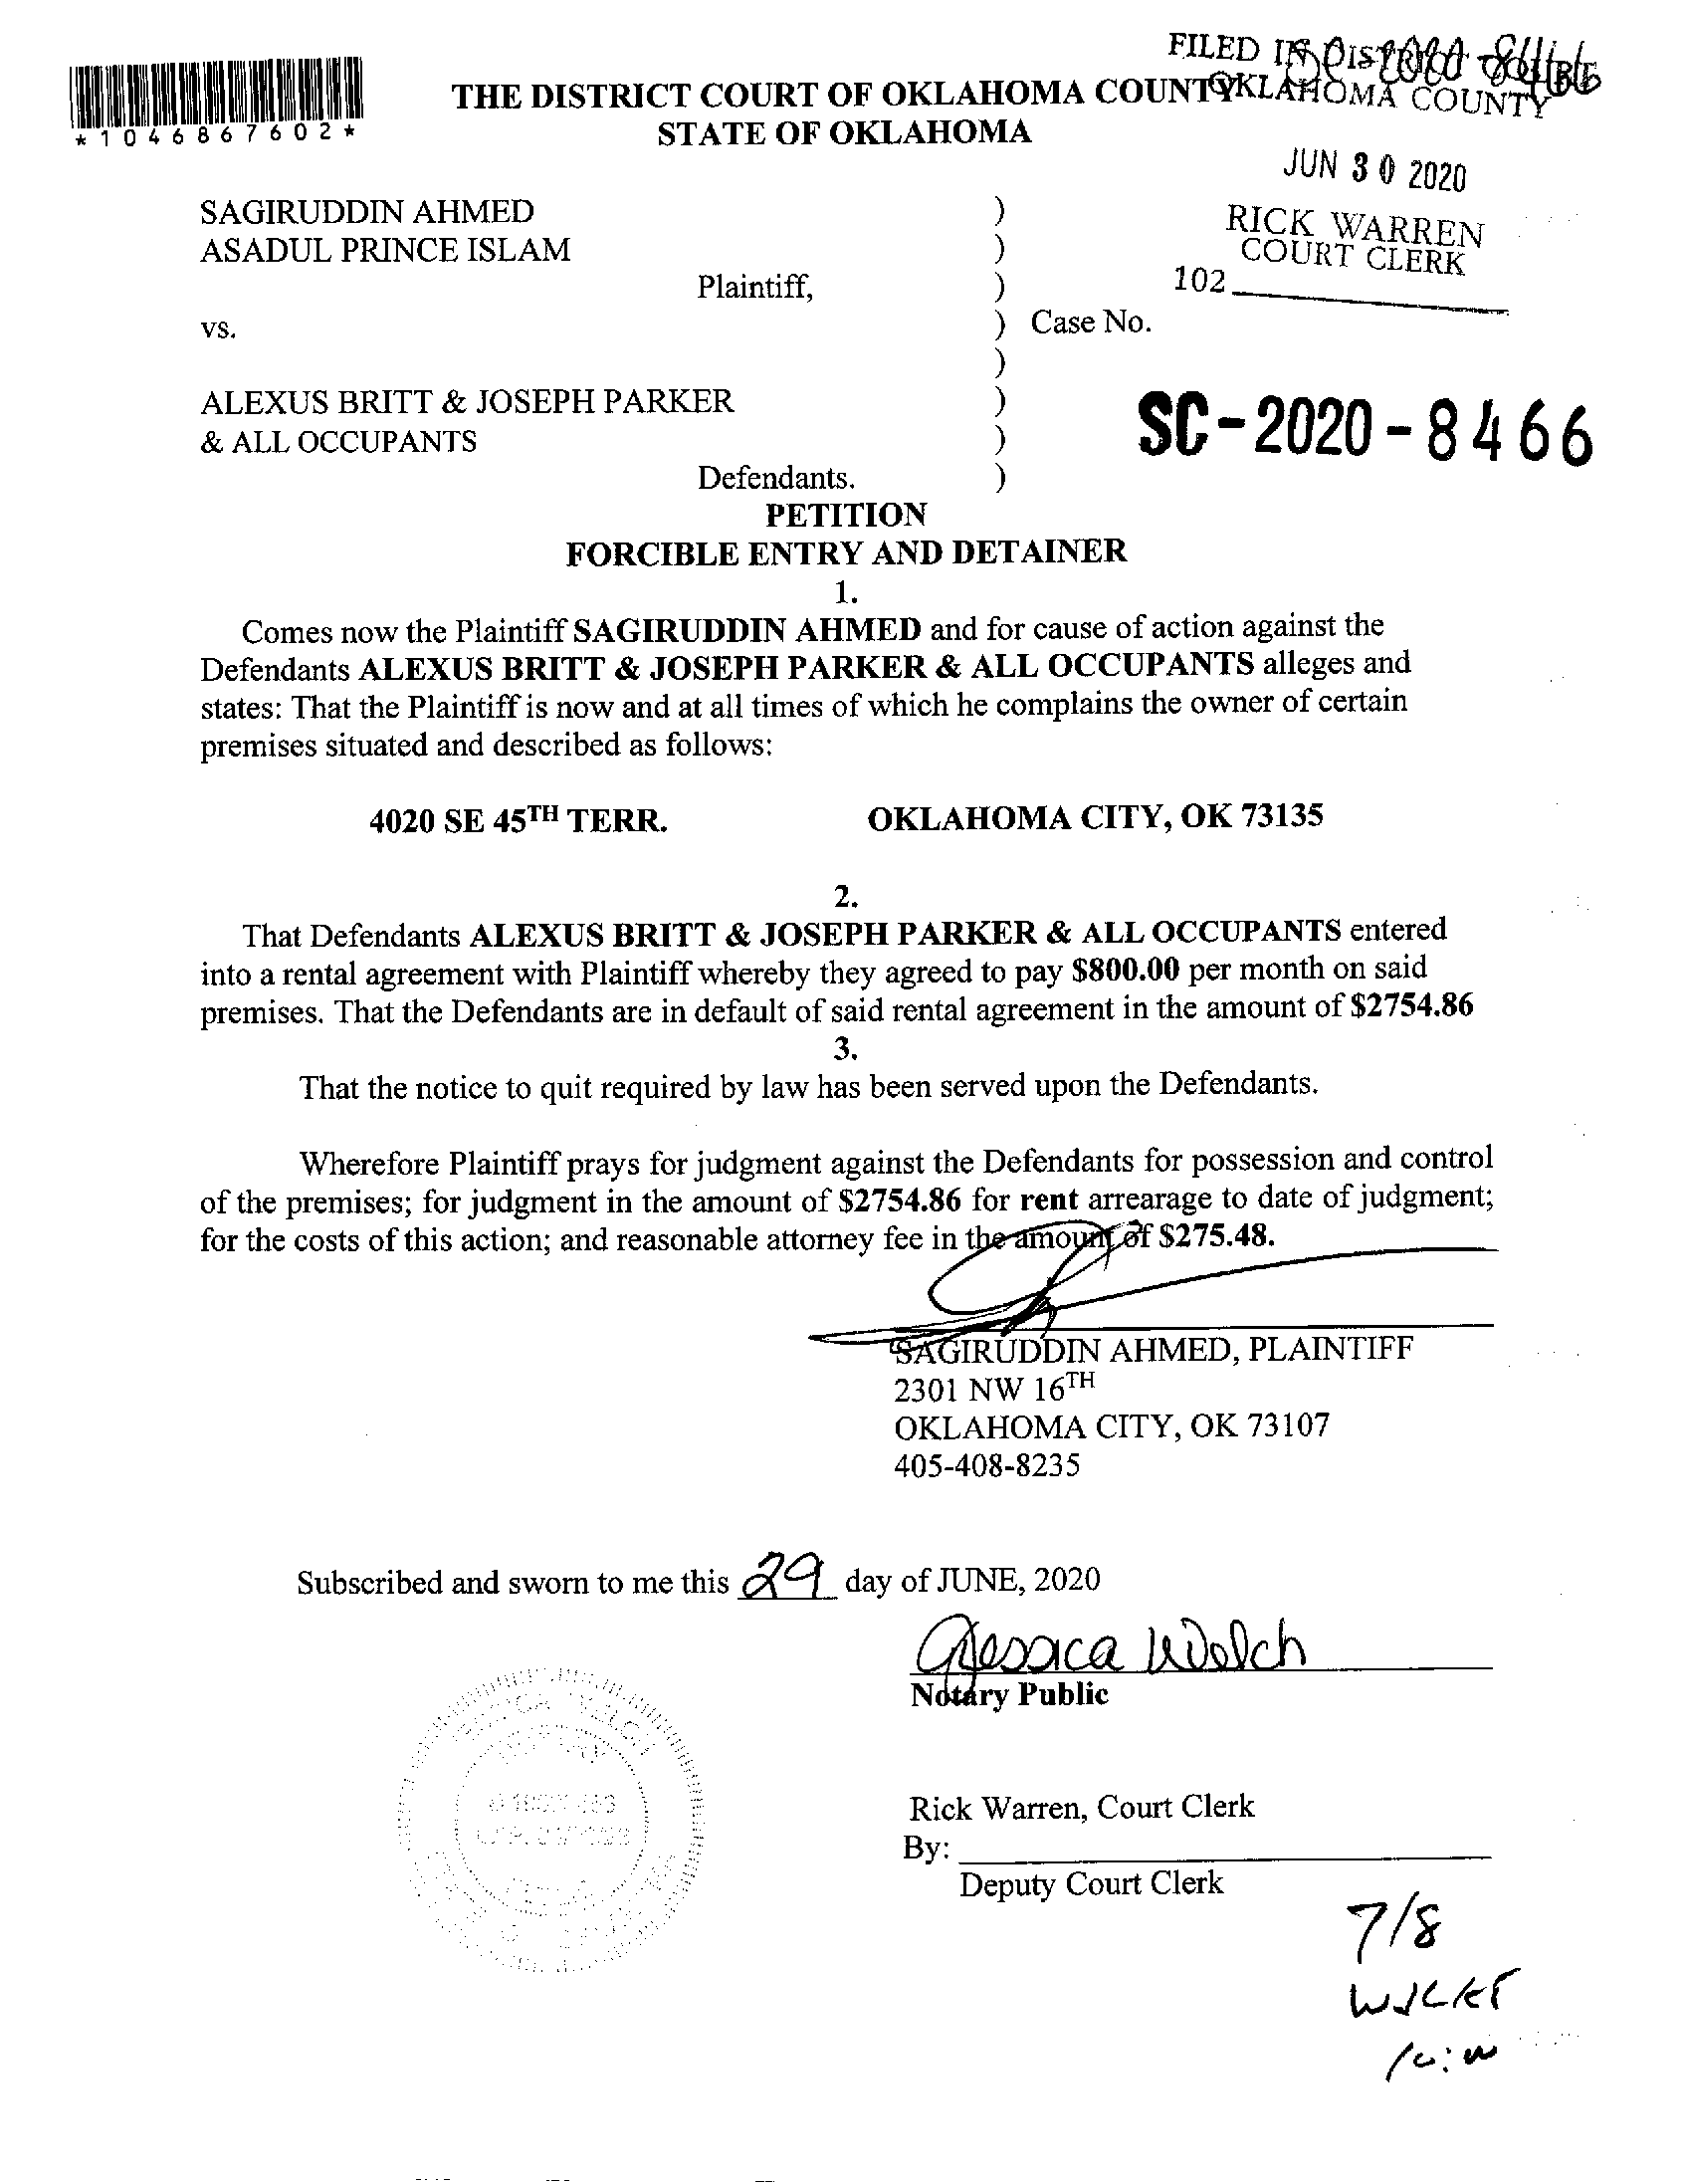 FILED IN DISTRICT COURT
OKLAHOMA COUNTY
SC 2020-8466
*1046867602*
THE DISTRICT COURT OF OKLAHOMA COUNTY
STATE OF OKLAHOMA
JUN 30 2020
RICK WARREN
COURT CLERK
102
SAGIRUDDIN AHMED )
ASADUL PRINCE ISLAM )
Plaintiff, )
vs. ) Case No.
)
ALEXUS BRITT & JOSEPH PARKER )
& ALL OCCUPANTS )
SC-2020-8466
Defendants. )
PETITION
FORCIBLE ENTRY AND DETAINER
1.
Comes now the Plaintiff SAGIRUDDIN AHMED and for cause of action against the
Defendants ALEXUS BRITT & JOSEPH PARKER & ALL OCCUPANTS alleges and
states: That the Plaintiff is now and at all times of which he complains the owner of certain
premises situated and described as follows:
4020 SE 45TH TERR. OKLAHOMA CITY, OK 73135
2.
That Defendants ALEXUS BRITT & JOSEPH PARKER & ALL OCCUPANTS entered
into a rental agreement with Plaintiff whereby they agreed to pay $800.00 per month on said
premises. That the Defendants are in default of said rental agreement in the amount of $2754.86
3.
That the notice to quit required by law has been served upon the Defendants.
Wherefore Plaintiff prays for judgment against the Defendants for possession and control
of the premises; for judgment in the amount of $2754.86 for rent arrearage to date of judgment;
for the costs of this action; and reasonable attorney fee in the amount of $275.48.
SAGIRUDDIN AHMED, PLAINTIFF
2301 NW 16TH
OKLAHOMA CITY, OK 73107
405-408-8235
Subscribed and sworn to me this 29 day of JUNE, 2020
Jessica Welch
Notary Public
Rick Warren, Court Clerk
By:
Deputy Court Clerk
7/8